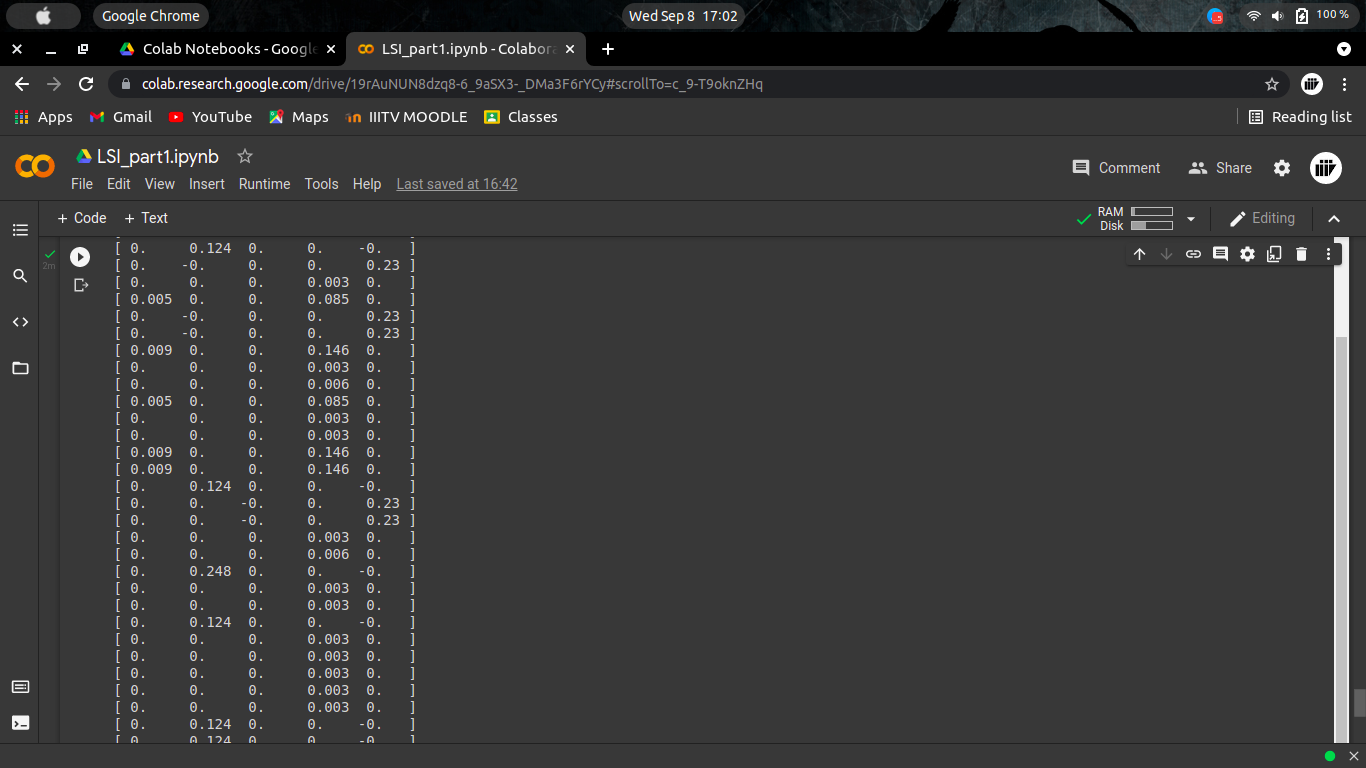 Google Chrome Wed Sep 8 17:02 100 %
Colab Notebooks - Google LSI_part1.ipynb - Colabora
colab.research.google.com/drive/19rAuNUN8dzq8-6_9aSX3-_DMa3F6rYCy#scrollTo=c_9-T9oknZHq
Apps Gmail YouTube Maps IIITV MOODLE Classes Reading list
LSI_part1.ipynb
Comment Share
File Edit View Insert Runtime Tools Help Last saved at 16:42
+ Code + Text RAM Disk Editing
2m
[ 0. 0.124 0. 0. -0. ]
[ 0. -0. 0. 0. 0.23 ]
[ 0. 0. 0. 0.003 0. ]
[ 0.005 0. 0. 0.085 0. ]
[ 0. -0. 0. 0. 0.23 ]
[ 0. -0. 0. 0. 0.23 ]
[ 0.009 0. 0. 0.146 0. ]
[ 0. 0. 0. 0.003 0. ]
[ 0. 0. 0. 0.006 0. ]
[ 0.005 0. 0. 0.085 0. ]
[ 0. 0. 0. 0.003 0. ]
[ 0. 0. 0. 0.003 0. ]
[ 0.009 0. 0. 0.146 0. ]
[ 0.009 0. 0. 0.146 0. ]
[ 0. 0.124 0. 0. -0. ]
[ 0. 0. -0. 0. 0.23 ]
[ 0. 0. -0. 0. 0.23 ]
[ 0. 0. 0. 0.003 0. ]
[ 0. 0. 0. 0.006 0. ]
[ 0. 0.248 0. 0. -0. ]
[ 0. 0. 0. 0.003 0. ]
[ 0. 0. 0. 0.003 0. ]
[ 0. 0.124 0. 0. -0. ]
[ 0. 0. 0. 0.003 0. ]
[ 0. 0. 0. 0.003 0. ]
[ 0. 0. 0. 0.003 0. ]
[ 0. 0. 0. 0.003 0. ]
[ 0. 0. 0. 0.003 0. ]
[ 0. 0.124 0. 0. -0. ]
[ 0. 0.124 0. 0. -0. ]